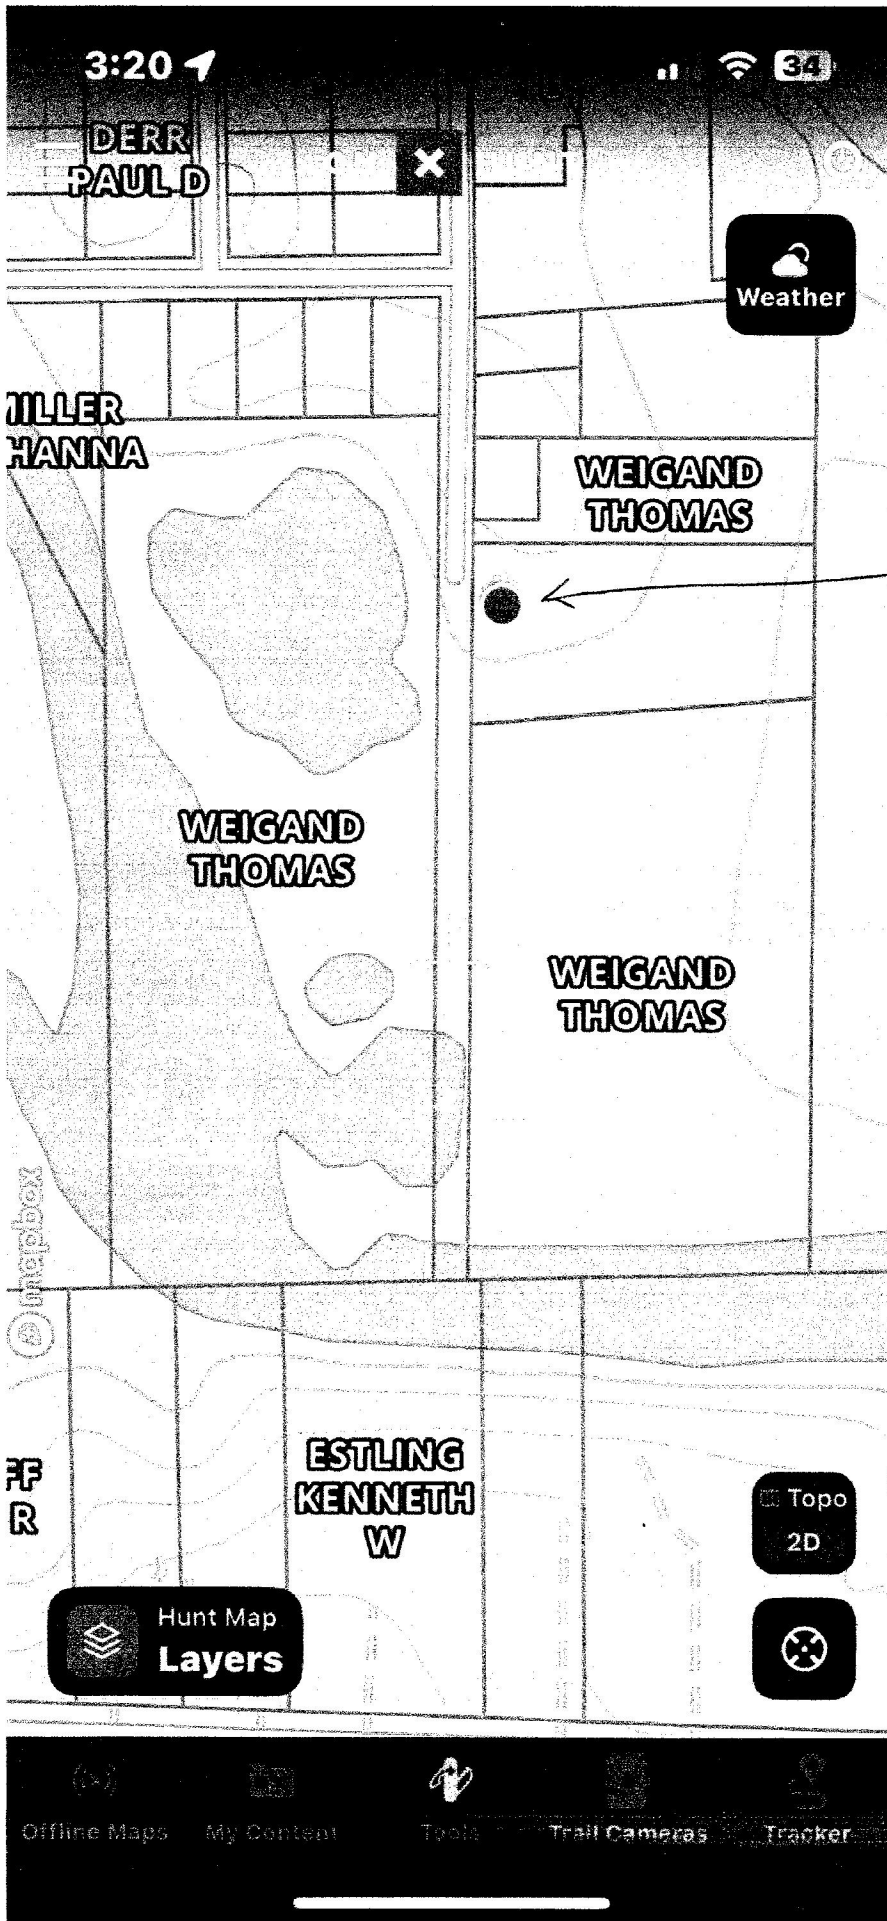 3:20
34
DERR
PAUL D
Weather
MILLER
HANNA
WEIGAND
THOMAS
WEIGAND
THOMAS
WEIGAND
THOMAS
mapbox
ESTLING
KENNETH
W
FF
R
Topo
2D
Hunt Map
Layers
Offline Maps
My Content
Tools
Trail Cameras
Tracker